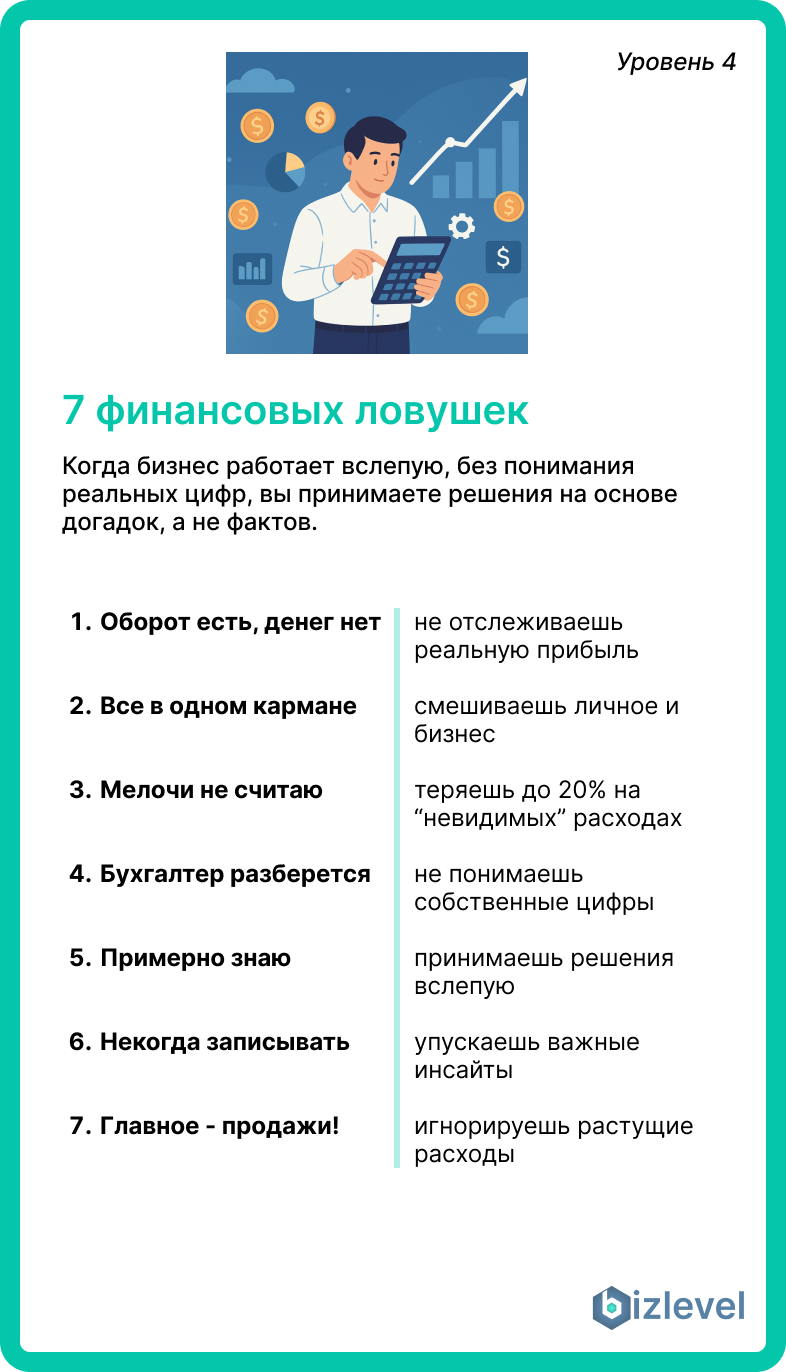 Уровень 4
$
$
$
$
$
$
$
7 финансовых ловушек
Когда бизнес работает вслепую, без понимания
реальных цифр, вы принимаете решения на основе
догадок, а не фактов.
1. Оборот есть, денег нет
не отслеживаешь
реальную прибыль
2. Все в одном кармане
смешиваешь личное и
бизнес
3. Мелочи не считаю
теряешь до 20% на
“невидимых” расходах
4. Бухгалтер разберется
не понимаешь
собственные цифры
5. Примерно знаю
принимаешь решения
вслепую
6. Некогда записывать
упускаешь важные
инсайты
7. Главное - продажи!
игнорируешь растущие
расходы
bizlevel